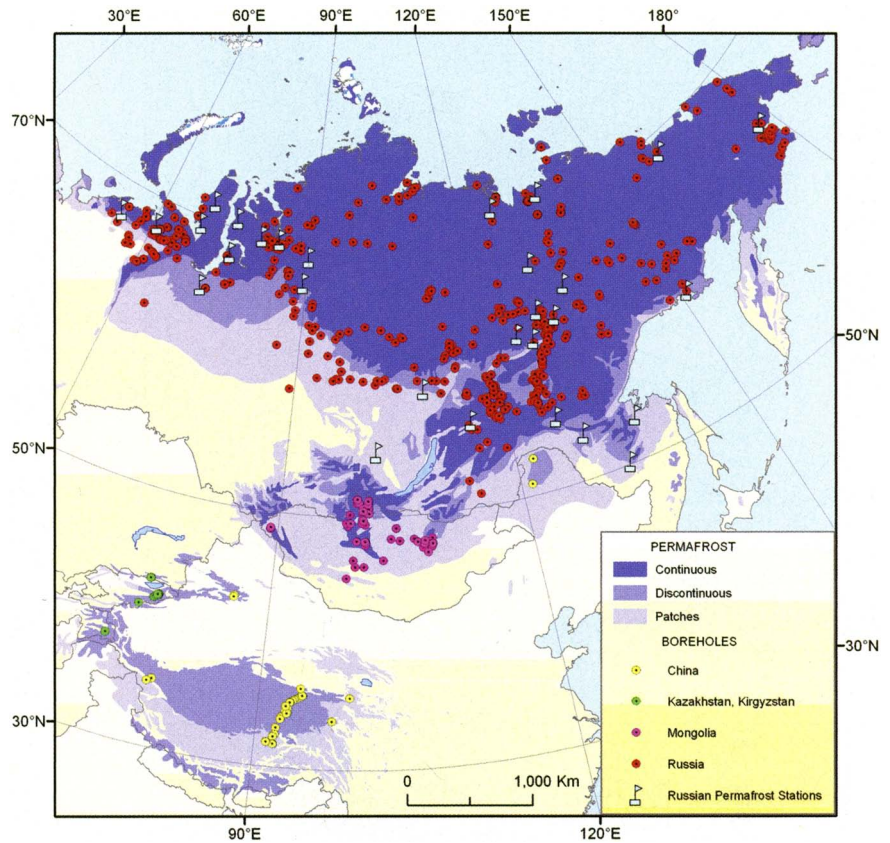 30°E 60°E 90°E 120°E 150°E 180°
70°N
50°N
50°N
30°N
30°N
PERMAFROST
Continuous
Discontinuous
Patches
BOREHOLES
China
Kazakhstan, Kirgyzstan
Mongolia
Russia
Russian Permafrost Stations
0 1,000 Km
90°E 120°E